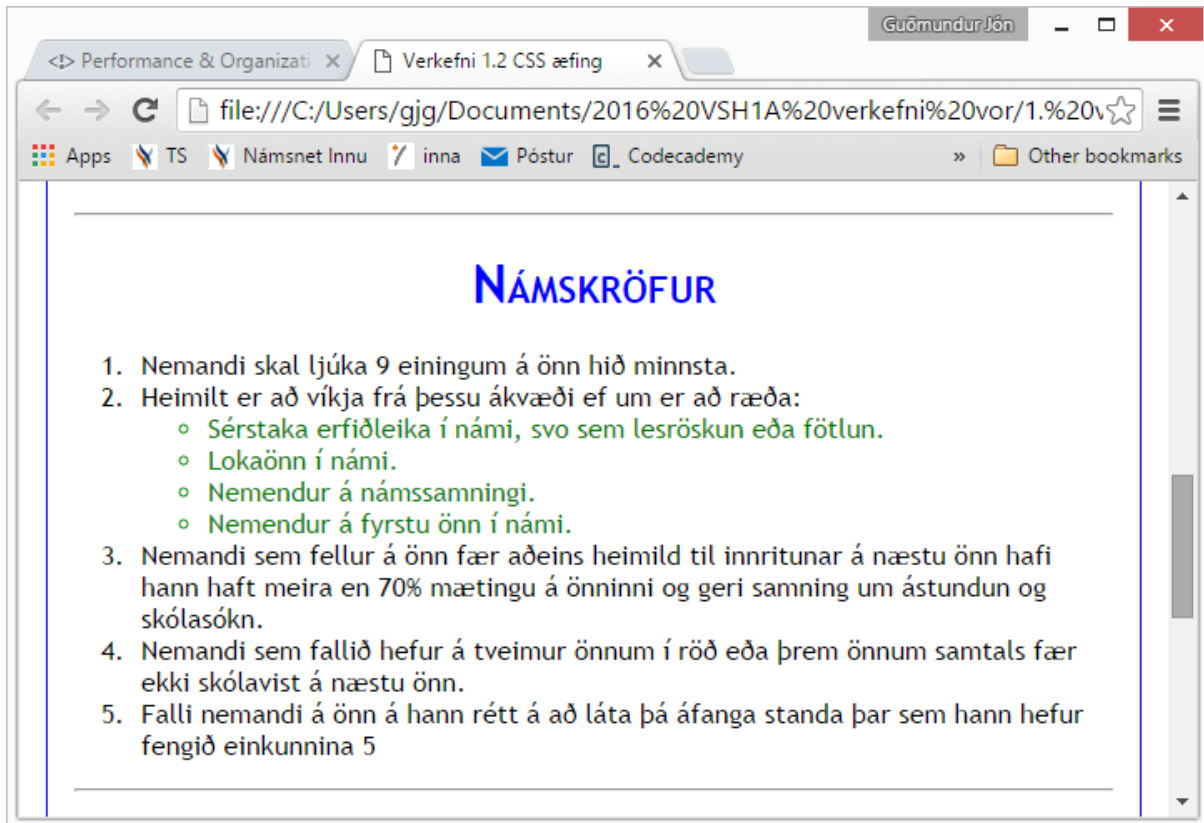 Guðmundur Jón
<!> Performance & Organizati
Verkefni 1.2 CSS æfing
file:///C:/Users/gjg/Documents/2016%20VSH1A%20verkefni%20vor/1.%20v
Apps TS Námsnet Innu inna Póstur c_ Codecademy » Other bookmarks
NÁMSKRÖFUR
1. Nemandi skal ljúka 9 einingum á önn hið minnsta.
2. Heimilt er að víkja frá þessu ákvæði ef um er að ræða:
Sérstaka erfiðleika í námi, svo sem lesröskun eða fötlun.
Lokaönn í námi.
Nemendur á námssamningi.
Nemendur á fyrstu önn í námi.
3. Nemandi sem fellur á önn fær aðeins heimild til innritunar á næstu önn hafi
hann haft meira en 70% mætingu á önninni og geri samning um ástundun og
skólasókn.
4. Nemandi sem fallið hefur á tveimur önnum í röð eða þrem önnum samtals fær
ekki skólavist á næstu önn.
5. Falli nemandi á önn á hann rétt á að láta þá áfanga standa þar sem hann hefur
fengið einkunnina 5